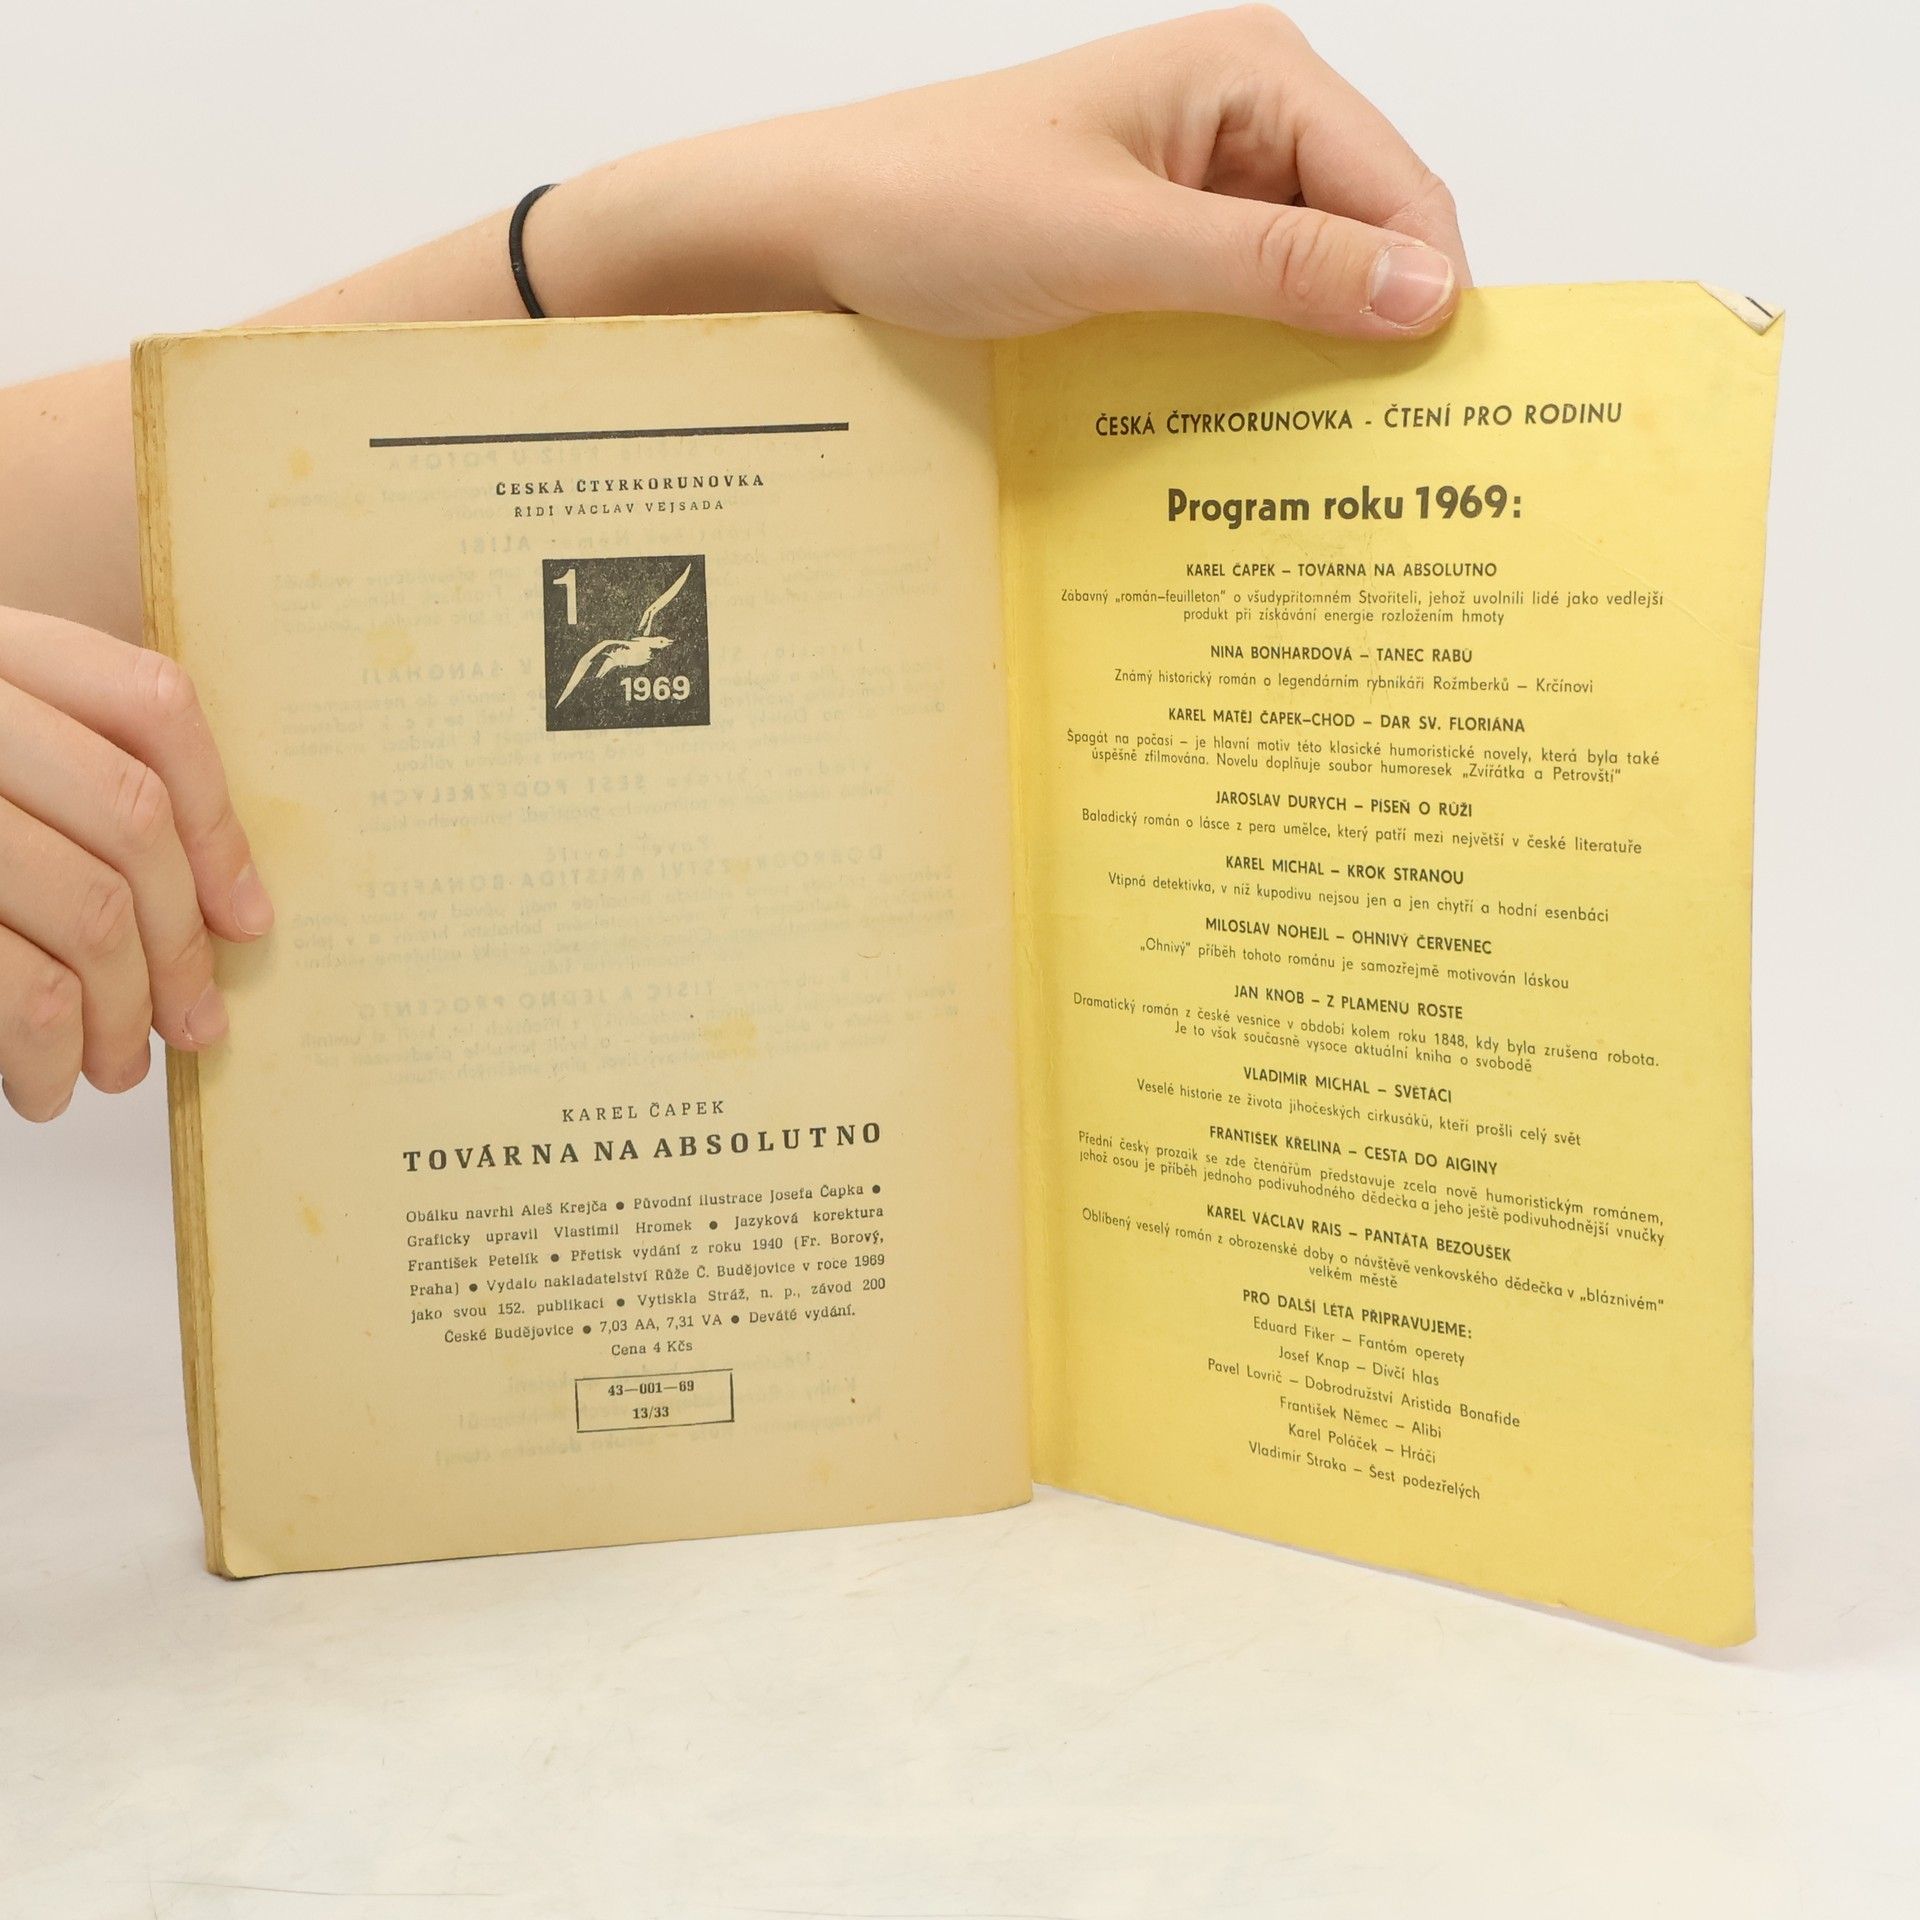 ČESKÁ ČTYRKORUNOVKA
ŘÍDÍ VÁCLAV VEJSADA
1
1969
KAREL ČAPEK
TOVÁRNA NA ABSOLUTNO
Obálku navrhl Aleš Krejča ● Původní ilustrace Josefa Čapka ●
Graficky upravil Vlastimil Hromek ● Jazyková korektura
František Petelík ● Přetisk vydání z roku 1940 (Fr. Borový,
Praha) ● Vydalo nakladatelství Růže Č. Budějovice v roce 1969
jako svou 152. publikaci ● Vytiskla Stráž, n. p., závod 200
České Budějovice ● 7,03 AA, 7,31 VA ● Deváté vydání.
Cena 4 Kčs
43—001—69
13/33
ČESKÁ ČTYRKORUNOVKA - ČTENÍ PRO RODINU
Program roku 1969:
KAREL ČAPEK – TOVÁRNA NA ABSOLUTNO
Zábavný „román–feuilleton" o všudypřítomném Stvořiteli, jehož uvolnili lidé jako vedlejší
produkt při získávání energie rozložením hmoty
NINA BONHARDOVÁ – TANEC RABŮ
Známý historický román o legendárním rybníkáři Rožmberků – Krčínovi
KAREL MATĚJ ČAPEK–CHOD – DAR SV. FLORIÁNA
Špagát na počasí – je hlavní motiv této klasické humoristické novely, která byla také
úspěšně zfilmována. Novelu doplňuje soubor humoresek „Zvířátka a Petrovští"
JAROSLAV DURYCH – PÍSEŇ O RŮŽI
Baladický román o lásce z pera umělce, který patří mezi největší v české literatuře
KAREL MICHAL – KROK STRANOU
Vtipná detektivka, v níž kupodivu nejsou jen a jen chytří a hodní esenbáci
MILOSLAV NOHEJL – OHNIVÝ ČERVENEC
„Ohnivý" příběh tohoto románu je samozřejmě motivován láskou
JAN KNOB – Z PLAMENU ROSTE
Dramatický román z české vesnice v období kolem roku 1848, kdy byla zrušena robota.
Je to však současně vysoce aktuální kniha o svobodě
VLADIMÍR MICHAL – SVĚTÁCI
Veselé historie ze života jihočeských cirkusáků, kteří prošli celý svět
FRANTIŠEK KŘELINA – CESTA DO AIGINY
Přední český prozaik se zde čtenářům představuje zcela nově humoristickým románem,
jehož osou je příběh jednoho podivuhodného dědečka a jeho ještě podivuhodnější vnučky
KAREL VÁCLAV RAIS – PANTÁTA BEZOUŠEK
Oblíbený veselý román z obrozenské doby o návštěvě venkovského dědečka v „bláznivém"
velkém městě
PRO DALŠÍ LÉTA PŘIPRAVUJEME:
Eduard Fiker – Fantóm operety
Josef Knap – Dívčí hlas
Pavel Lovrič – Dobrodružství Aristida Bonafide
František Němec – Alibi
Karel Poláček – Hráči
Vladimír Straka – Šest podezřelých